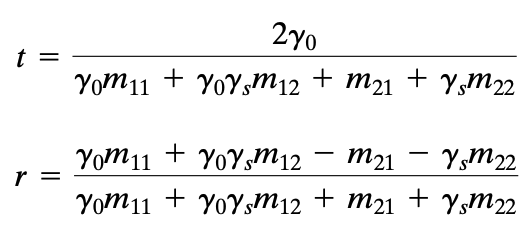 t = 2γ₀ / (γ₀m₁₁ + γ₀γₛm₁₂ + m₂₁ + γₛm₂₂)
r = (γ₀m₁₁ + γ₀γₛm₁₂ − m₂₁ − γₛm₂₂) / (γ₀m₁₁ + γ₀γₛm₁₂ + m₂₁ + γₛm₂₂)